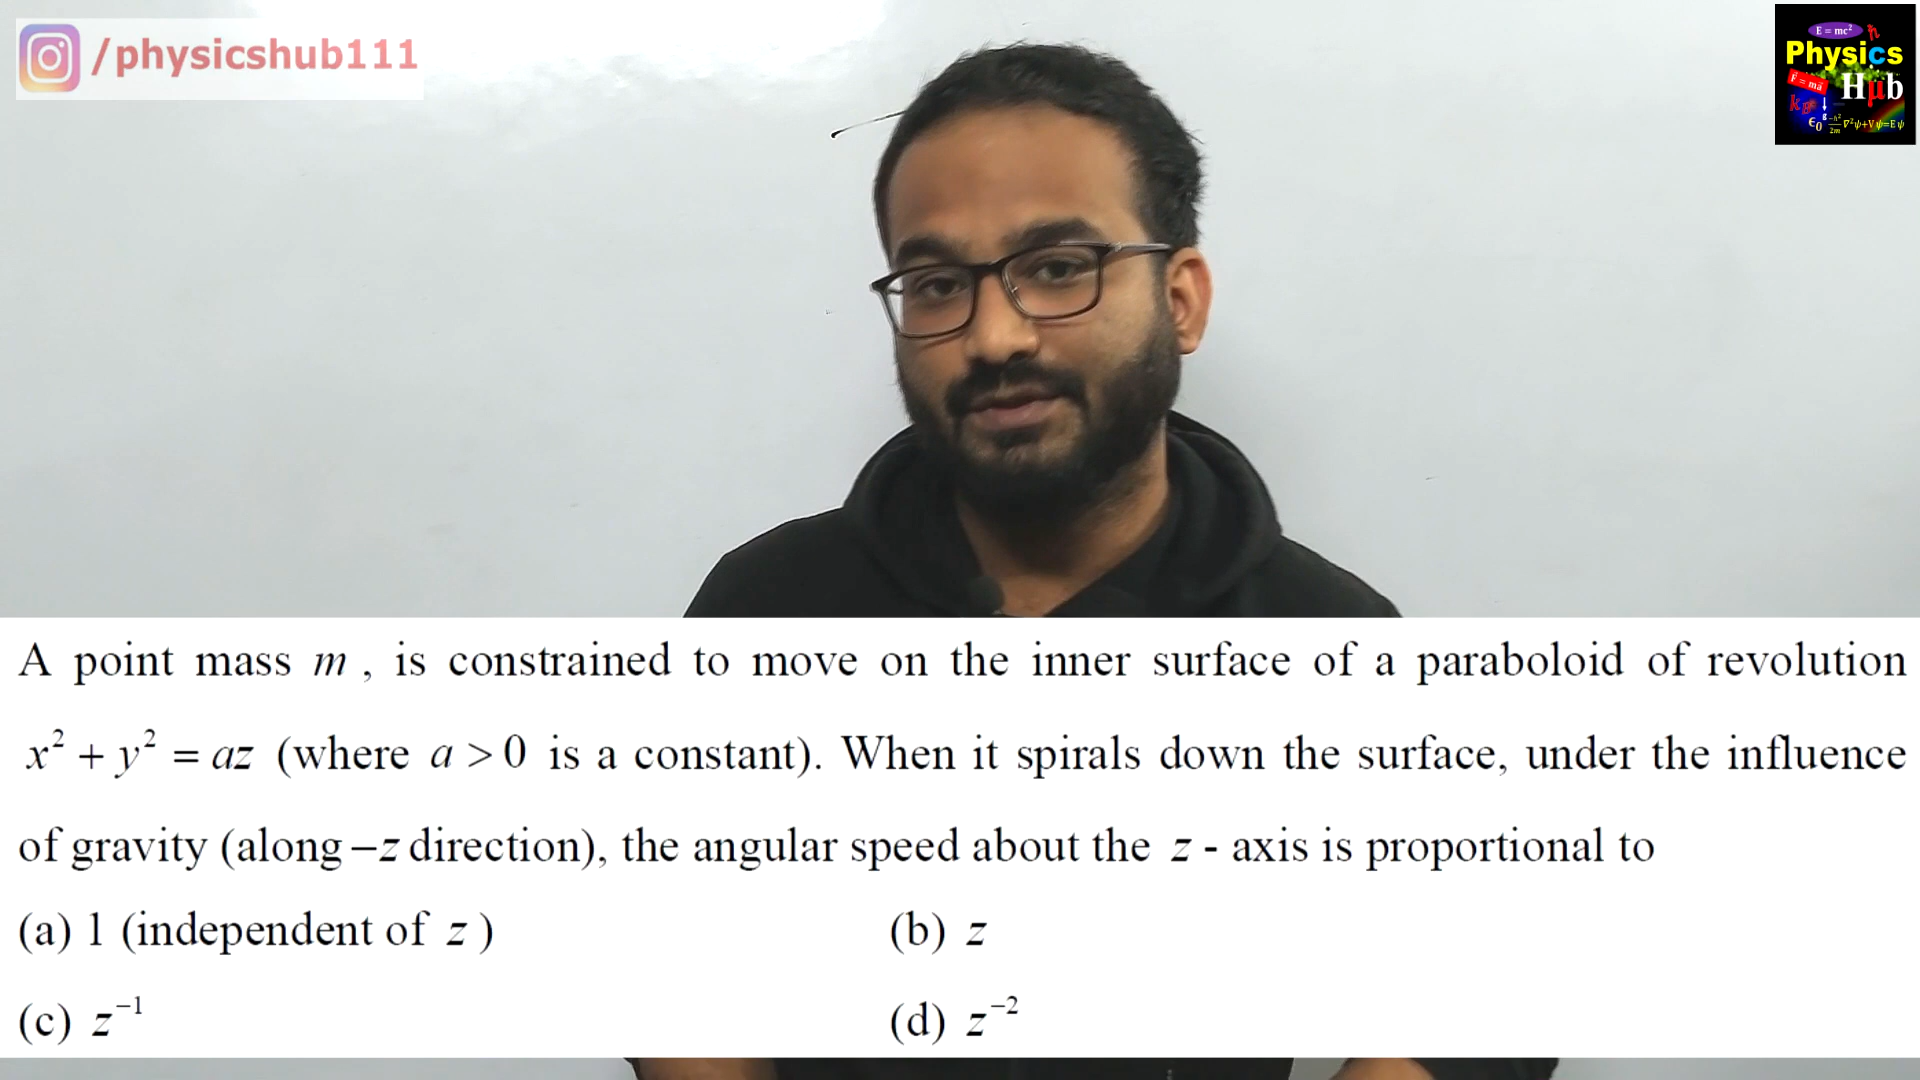 /physicshub111
E = mc²
ħ
Physics
Hμb
F = ma
ε₀
A point mass m , is constrained to move on the inner surface of a paraboloid of revolution
x² + y² = az (where a > 0 is a constant). When it spirals down the surface, under the influence
of gravity (along −z direction), the angular speed about the z - axis is proportional to
(a) 1 (independent of z )
(b) z
(c) z⁻¹
(d) z⁻²